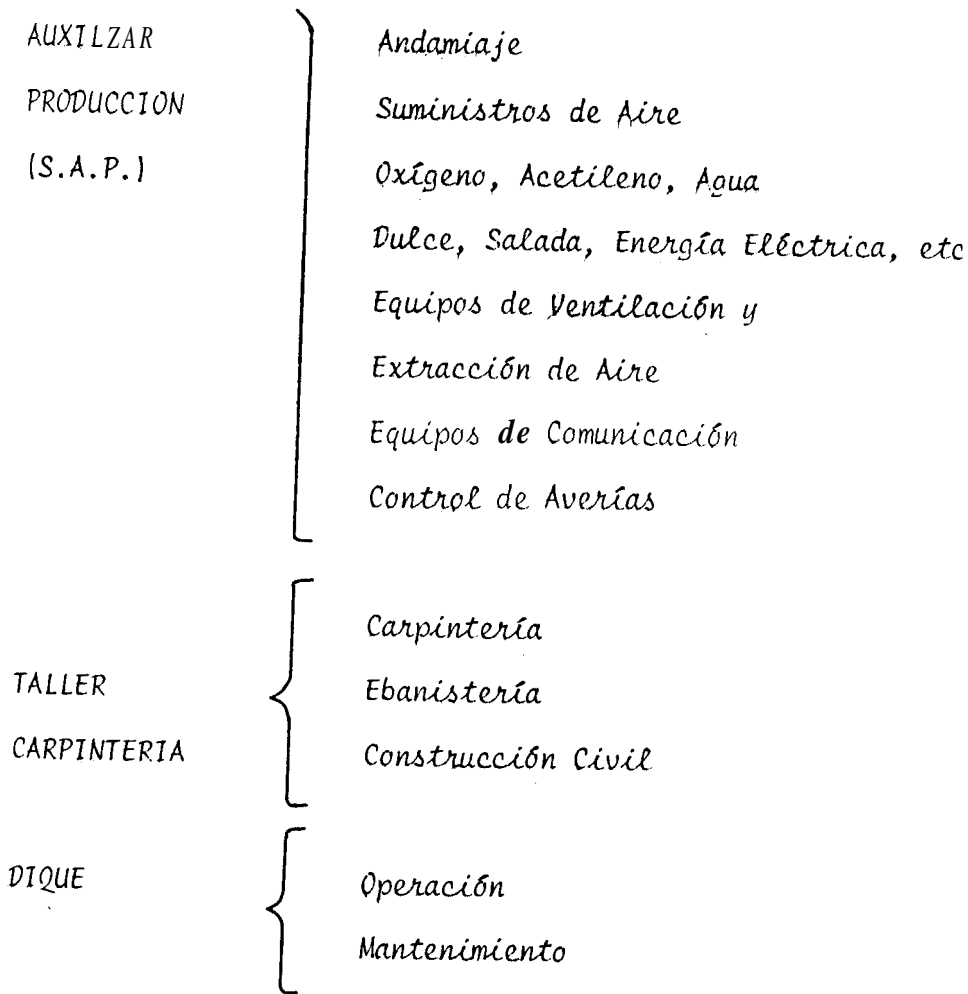 AUXILZAR
PRODUCCION
(S.A.P.)
Andamiaje
Suministros de Aire
Oxígeno, Acetileno, Agua
Dulce, Salada, Energía Eléctrica, etc
Equipos de Ventilación y
Extracción de Aire
Equipos de Comunicación
Control de Averías
TALLER
CARPINTERIA
Carpintería
Ebanistería
Construcción Civil
DIQUE
Operación
Mantenimiento